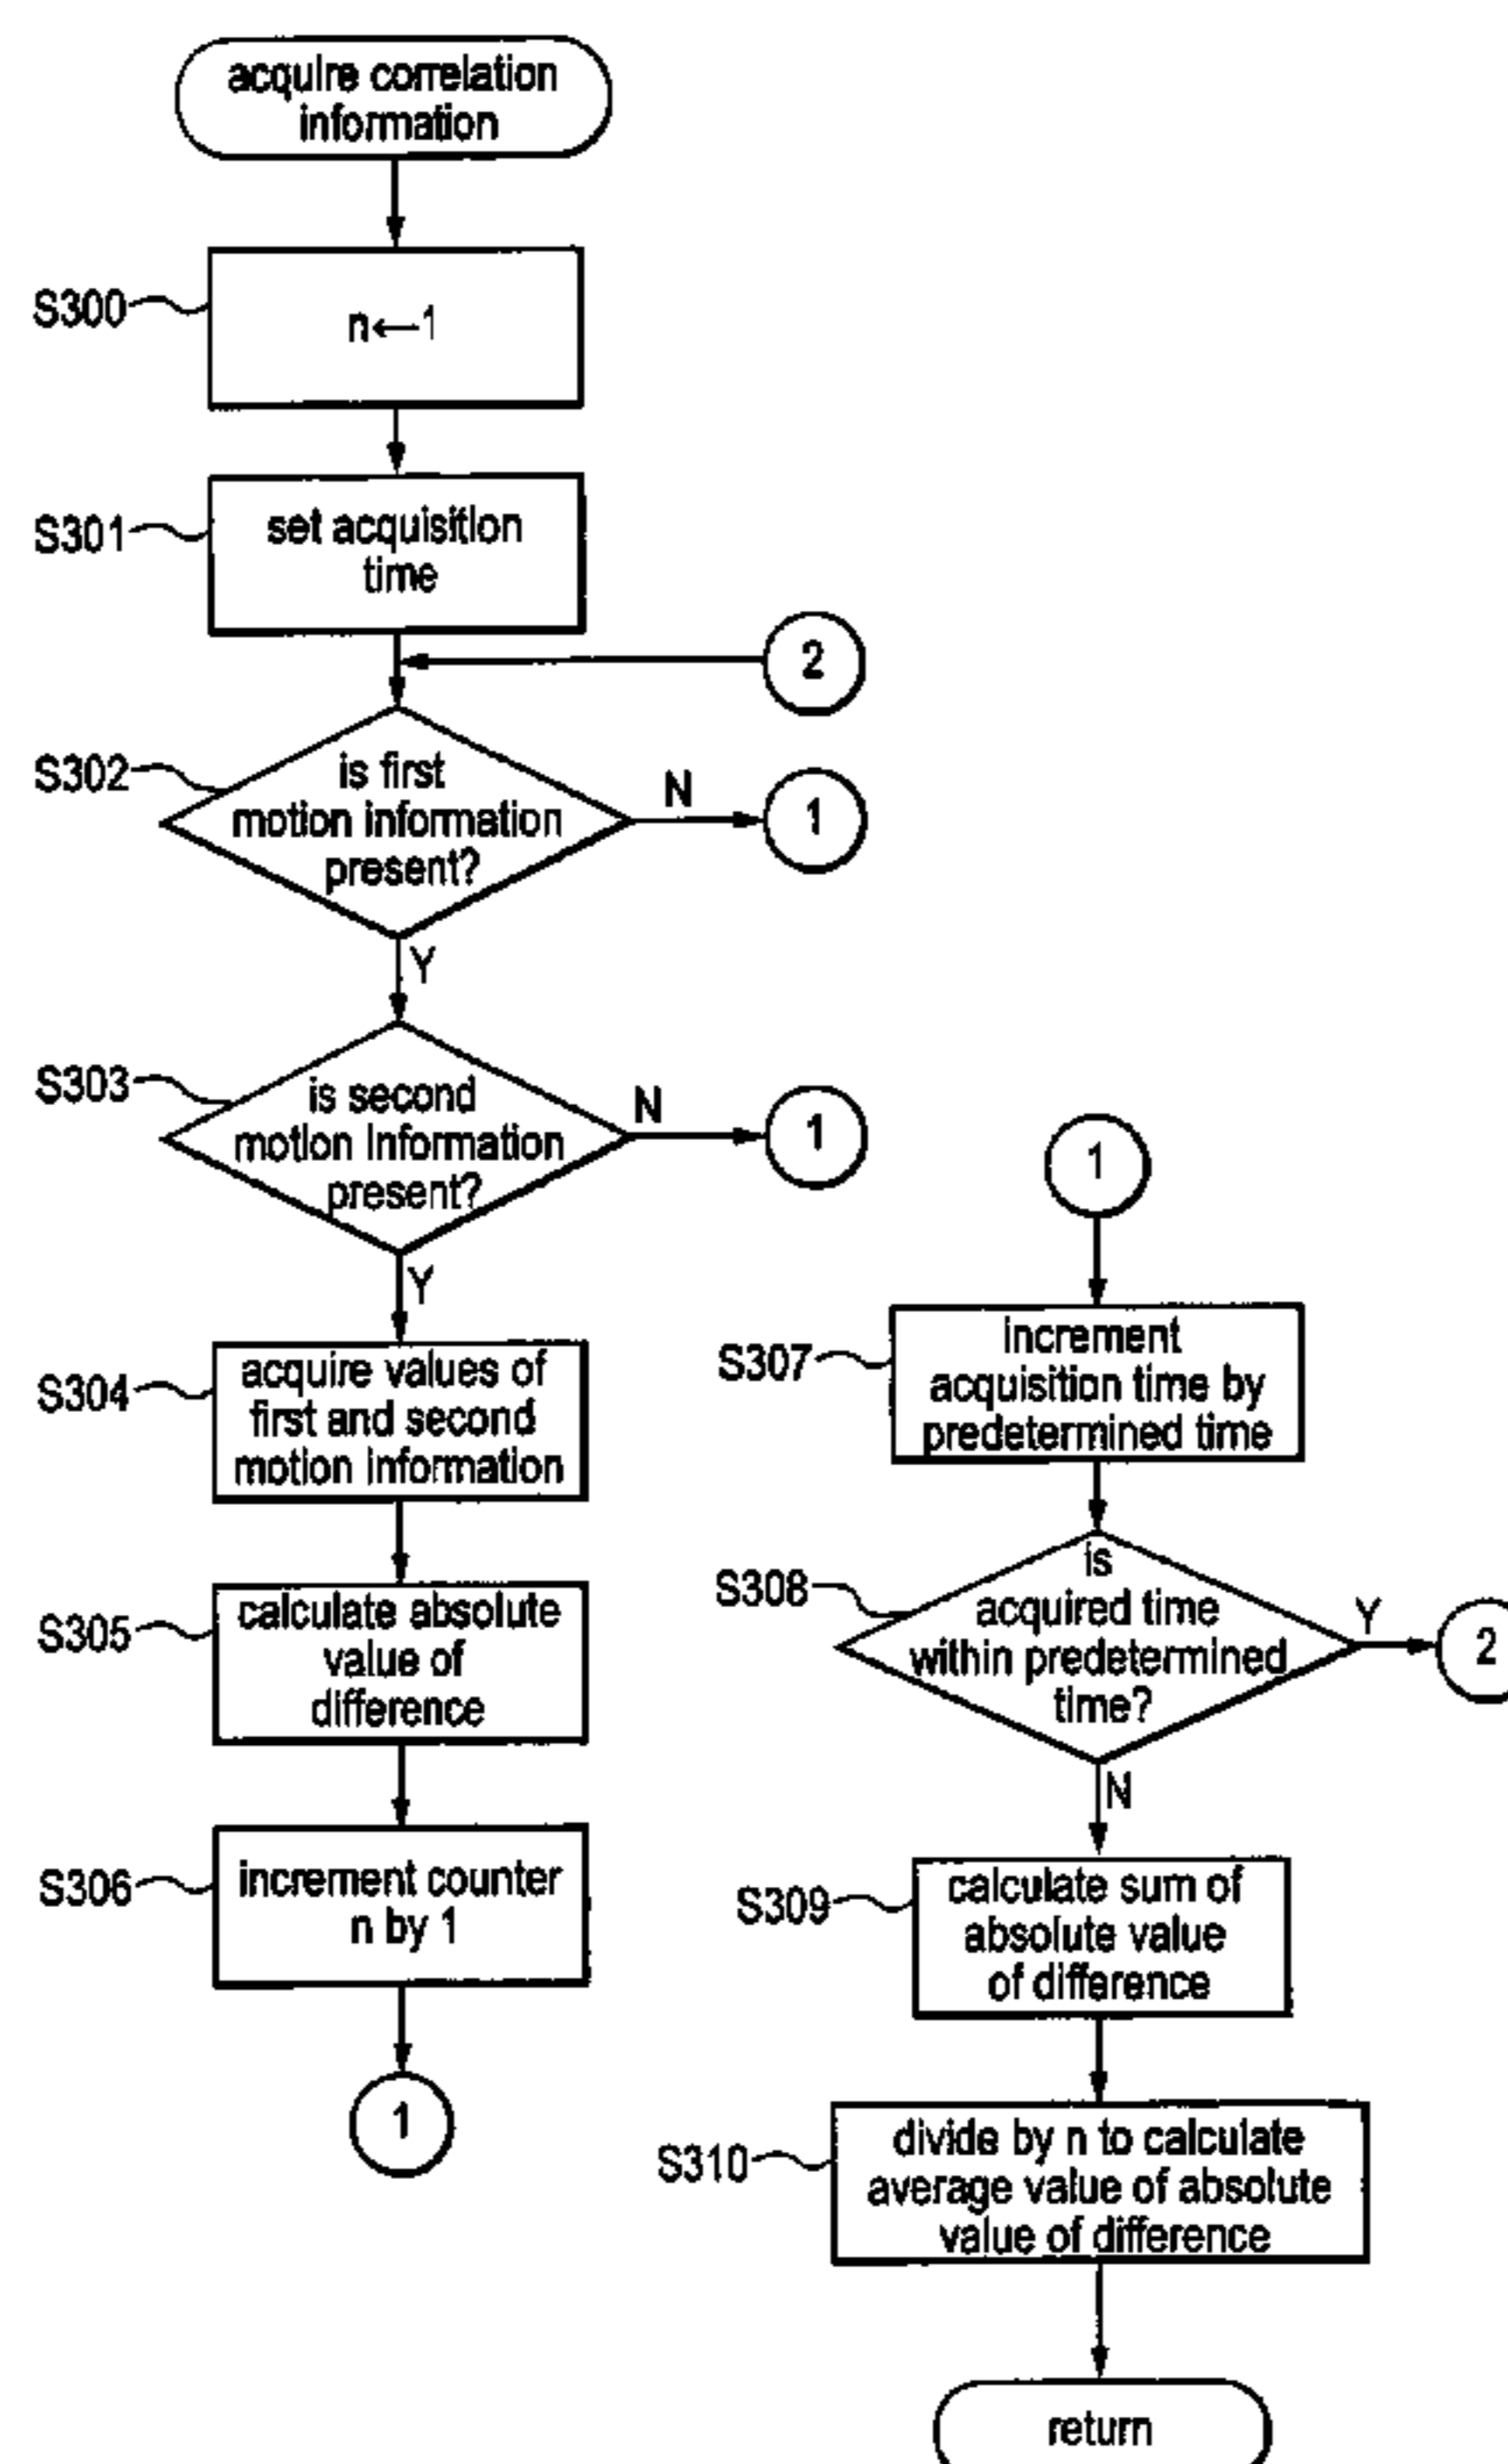 acquire correlation
information
S300
n←1
S301
set acquisition
time
2
S302
is first
motion information
present?
N
1
Y
S303
is second
motion information
present?
N
1
Y
S304
acquire values of
first and second
motion information
S305
calculate absolute
value of
difference
S306
increment counter
n by 1
1
1
S307
increment
acquisition time by
predetermined time
S308
is
acquired time
within predetermined
time?
Y
2
N
S309
calculate sum of
absolute value
of difference
S310
divide by n to calculate
average value of absolute
value of difference
return